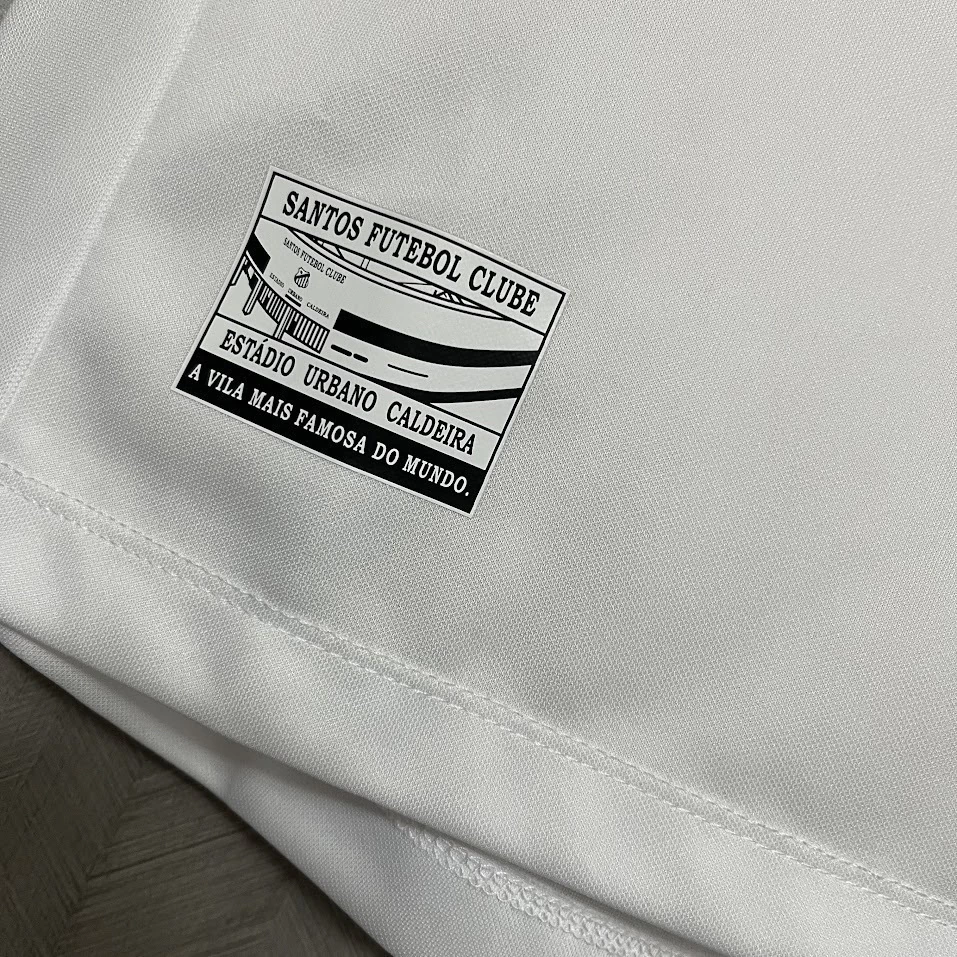 SANTOS FUTEBOL CLUBE
SANTOS FUTEBOL CLUBE
ESTÁDIO URBANO CALDEIRA
ESTÁDIO URBANO CALDEIRA
A VILA MAIS FAMOSA DO MUNDO.